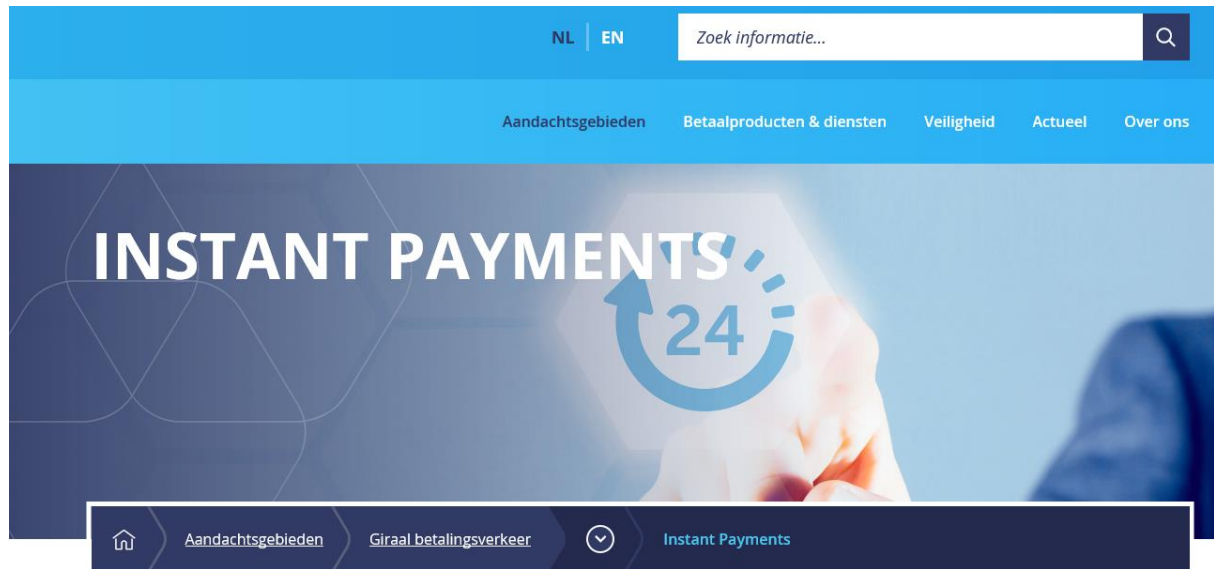 NL EN Zoek informatie...
Aandachtsgebieden Betaalproducten & diensten Veiligheid Actueel Over ons
INSTANT PAYMENTS
24
Aandachtsgebieden Giraal betalingsverkeer Instant Payments